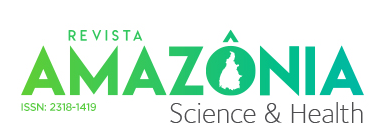 REVISTA
AMAZÔNIA
ISSN: 2318-1419
Science & Health